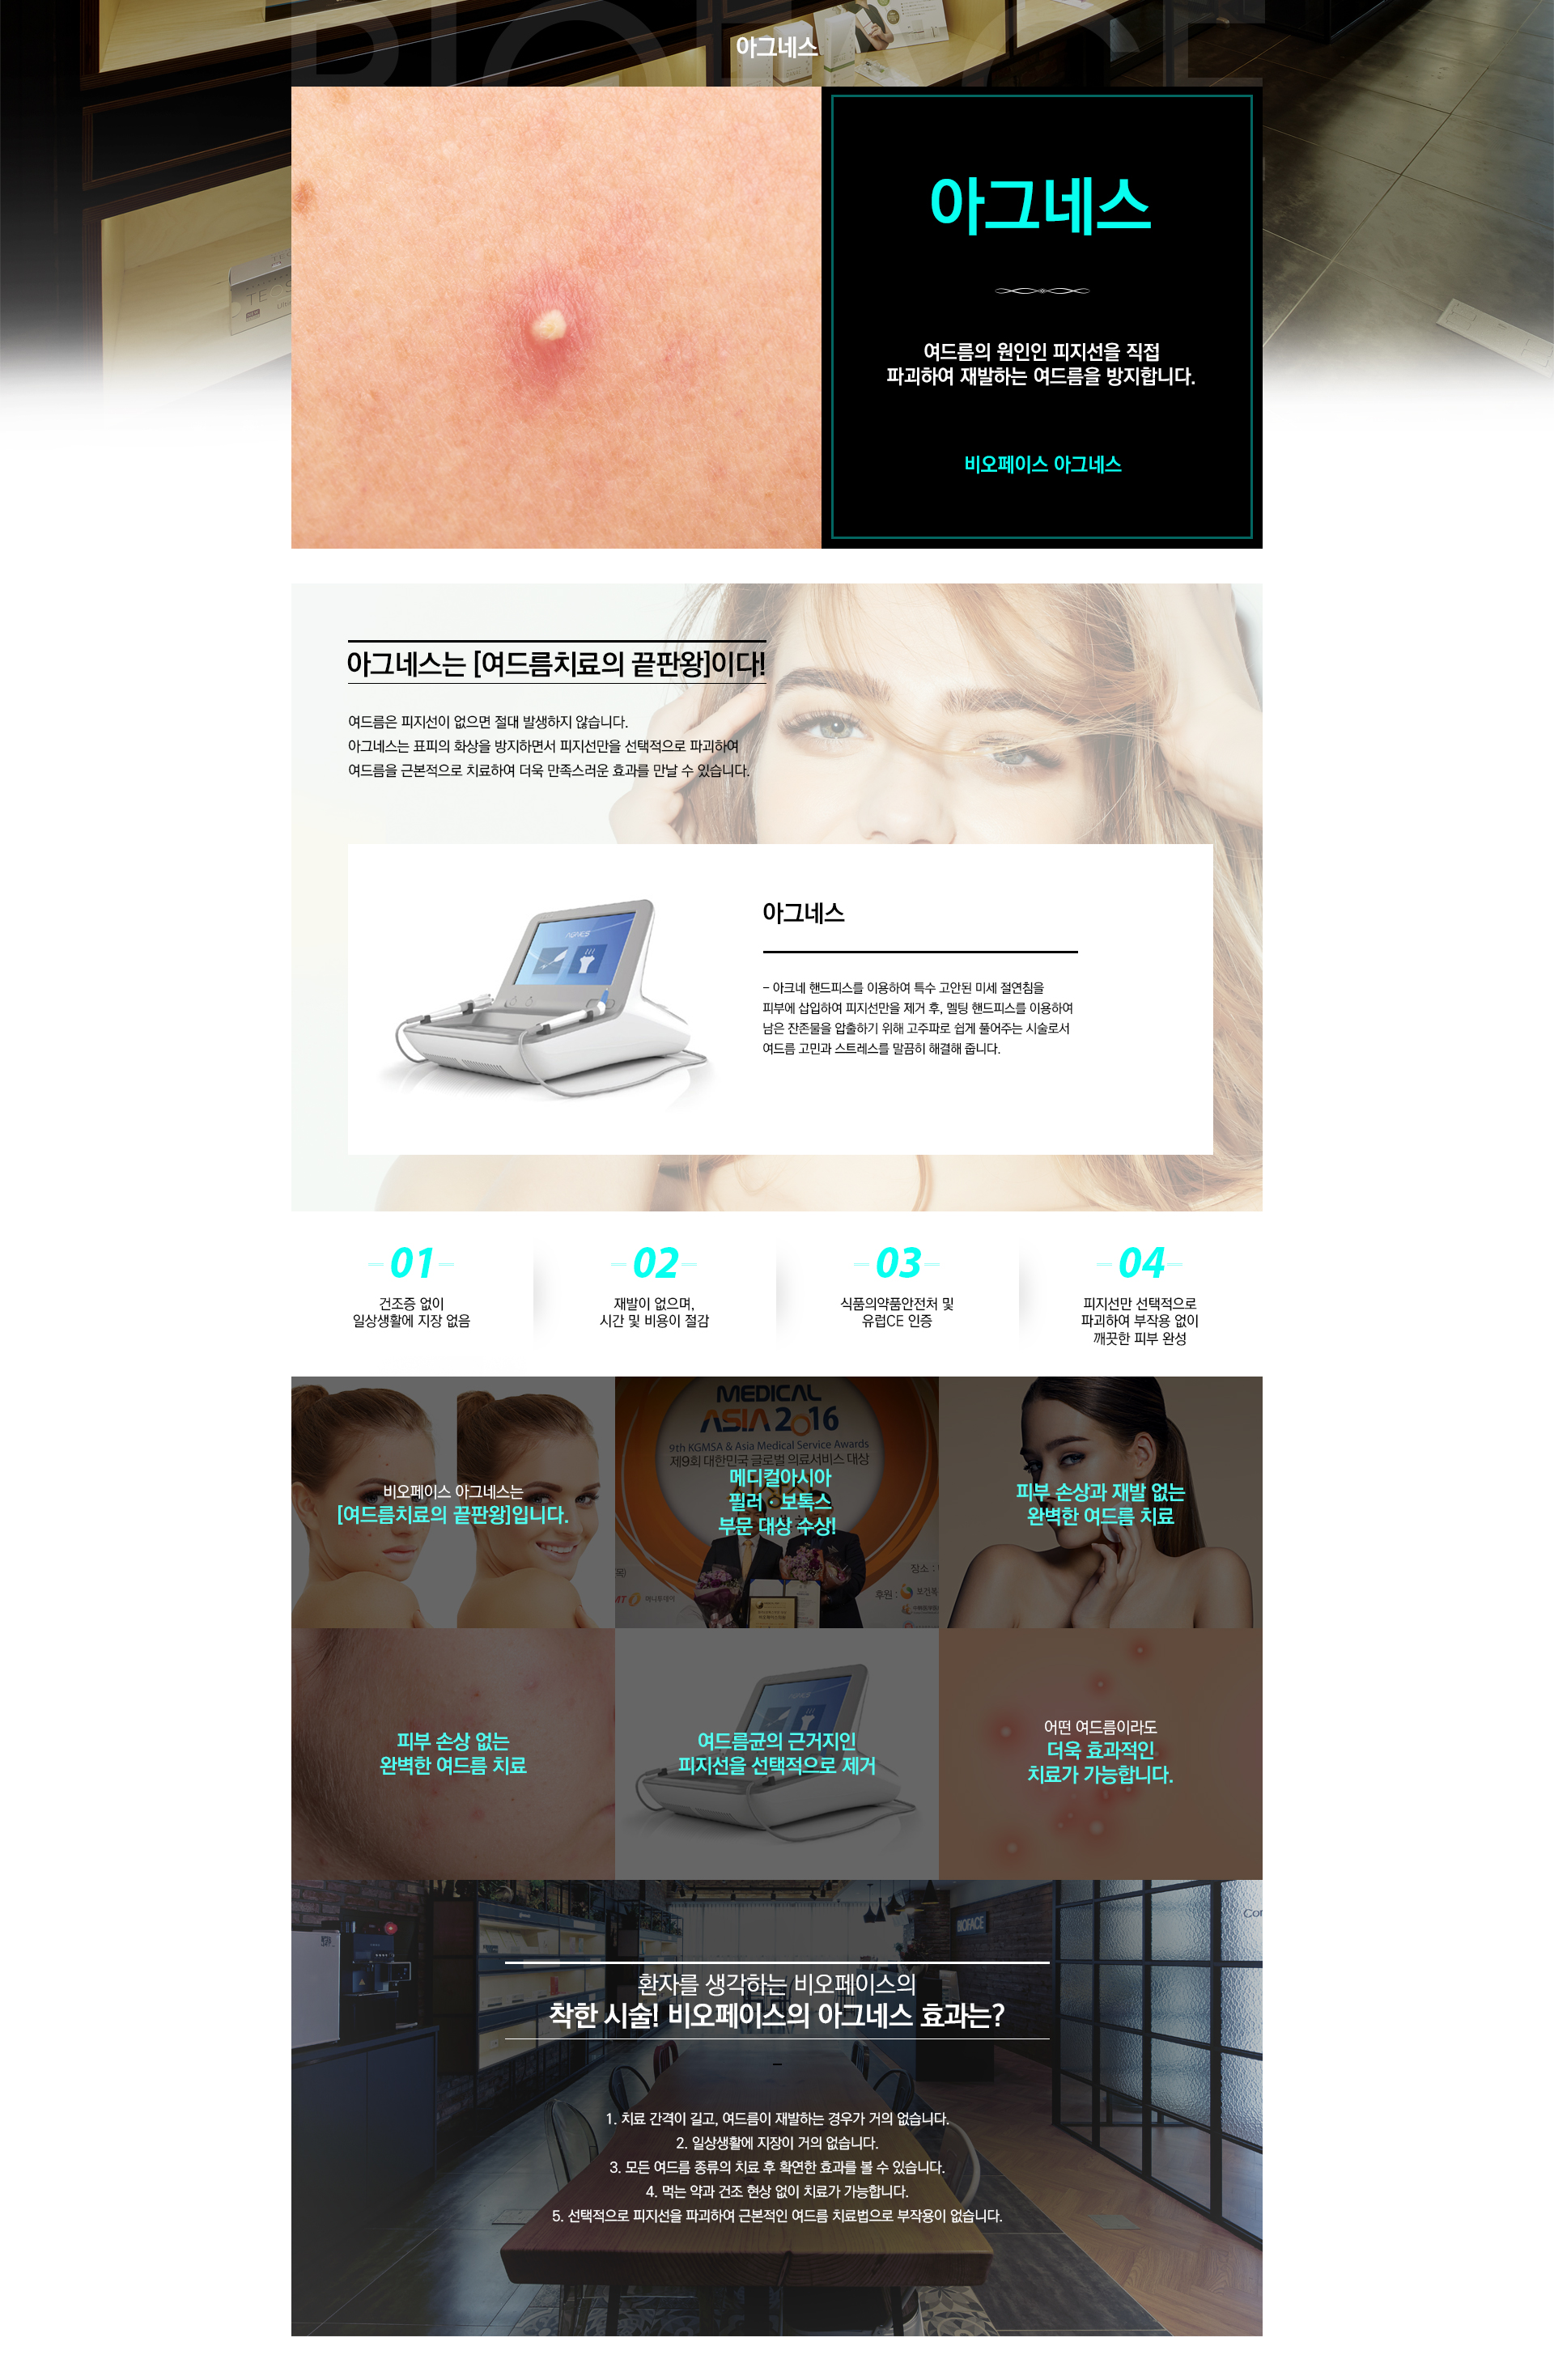 BIOFACE
아그네스
아그네스
여드름의 원인인 피지선을 직접
파괴하여 재발하는 여드름을 방지합니다.
비오페이스 아그네스
아그네스는 [여드름치료의 끝판왕]이다!
여드름은 피지선이 없으면 절대 발생하지 않습니다.
아그네스는 표피의 화상을 방지하면서 피지선만을 선택적으로 파괴하여
여드름을 근본적으로 치료하여 더욱 만족스러운 효과를 만날 수 있습니다.
AGNES
아그네스
- 아크네 핸드피스를 이용하여 특수 고안된 미세 절연침을
피부에 삽입하여 피지선만을 제거 후, 멜팅 핸드피스를 이용하여
남은 잔존물을 압출하기 위해 고주파로 쉽게 풀어주는 시술로서
여드름 고민과 스트레스를 말끔히 해결해 줍니다.
01
건조증 없이
일상생활에 지장 없음
02
재발이 없으며,
시간 및 비용이 절감
03
식품의약품안전처 및
유럽CE 인증
04
피지선만 선택적으로
파괴하여 부작용 없이
깨끗한 피부 완성
비오페이스 아그네스는
[여드름치료의 끝판왕]입니다.
MEDICAL
ASIA 2016
9th KGMSA & Asia Medical Service Awards
제9회 대한민국 글로벌 의료서비스 대상
메디컬아시아
필러 · 보톡스
부문 대상 수상!
장소 :
머니투데이
후원 :
피부 손상과 재발 없는
완벽한 여드름 치료
피부 손상 없는
완벽한 여드름 치료
여드름균의 근거지인
피지선을 선택적으로 제거
어떤 여드름이라도
더욱 효과적인
치료가 가능합니다.
BIOFACE
환자를 생각하는 비오페이스의
착한 시술! 비오페이스의 아그네스 효과는?
1. 치료 간격이 길고, 여드름이 재발하는 경우가 거의 없습니다.
2. 일상생활에 지장이 거의 없습니다.
3. 모든 여드름 종류의 치료 후 확연한 효과를 볼 수 있습니다.
4. 먹는 약과 건조 현상 없이 치료가 가능합니다.
5. 선택적으로 피지선을 파괴하여 근본적인 여드름 치료법으로 부작용이 없습니다.